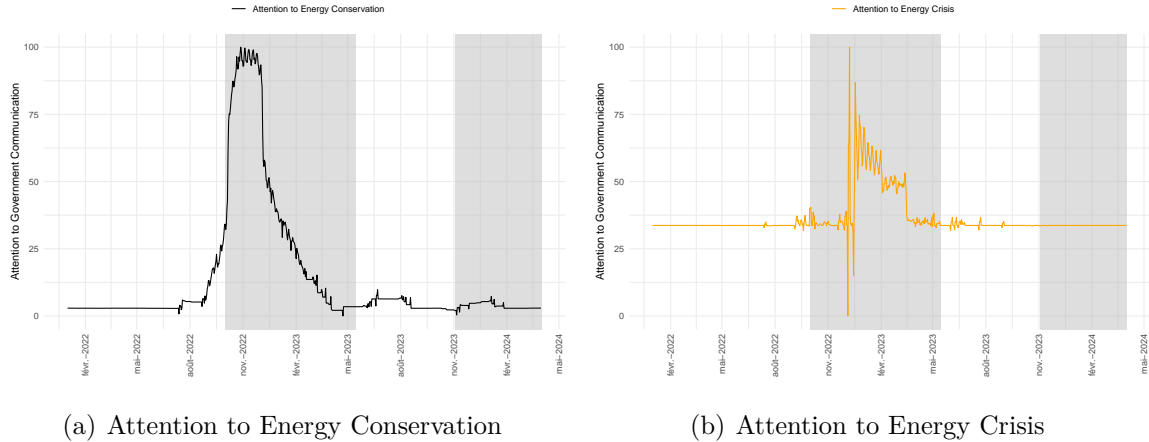 Attention to Energy Conservation
Attention to Government Communication
100
75
50
25
0
févr.–2022
mai–2022
août–2022
nov.–2022
févr.–2023
mai–2023
août–2023
nov.–2023
févr.–2024
mai–2024
(a) Attention to Energy Conservation
Attention to Energy Crisis
Attention to Government Communication
100
75
50
25
0
févr.–2022
mai–2022
août–2022
nov.–2022
févr.–2023
mai–2023
août–2023
nov.–2023
févr.–2024
mai–2024
(b) Attention to Energy Crisis